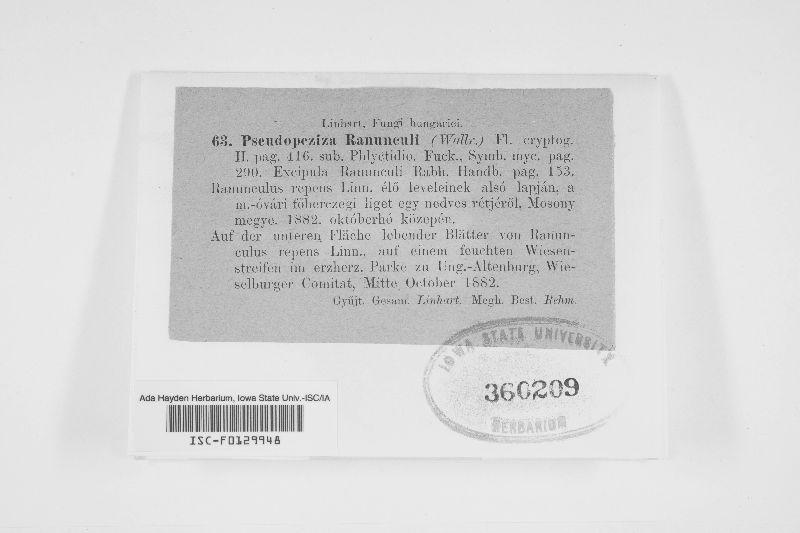 Linhart, Fungi hungarici.
63. Pseudopeziza Ranunculi (Wallr.) Fl. cryptog.
II. pag. 416. sub. Phlyctidio, Fuck., Symb. myc. pag.
290. Excipula Ranunculi Rabh. Handb. pag. 153.
Ranunculus repens Linn. élő leveleinek alsó lapján, a
m.-óvári főherczegi liget egy nedves rétjéről, Mosony
megye. 1882. októberhó közepén.
Auf der unteren Fläche lebender Blätter von Ranun-
culus repens Linn., auf einem feuchten Wiesen-
streifen im erzherz. Parke zu Ung.-Altenburg, Wie-
selburger Comitat, Mitte October 1882.
Gyűjt. Gesam. Linhart. Megh. Best. Rehm.
IOWA STATE UNIVERSITY
360209
HERBARIUM
Ada Hayden Herbarium, Iowa State Univ.-ISC/IA
ISC-F0129948